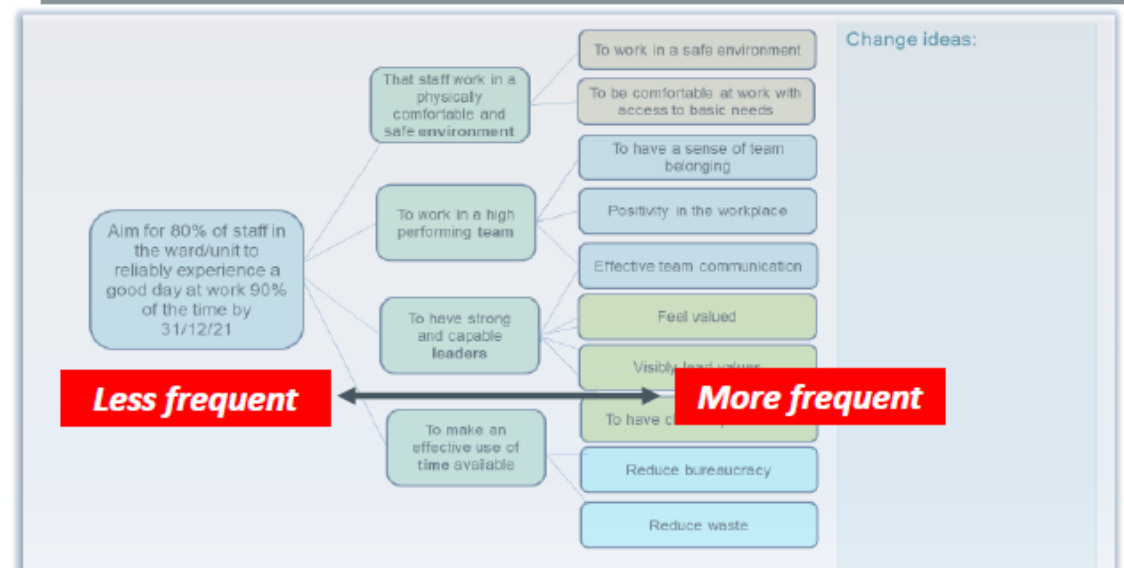 Change ideas:
To work in a safe environment
That staff work in a
physically
comfortable and
safe environment
To be comfortable at work with
access to basic needs
To have a sense of team
belonging
To work in a high
performing team
Positivity in the workplace
Aim for 80% of staff in
the ward/unit to
reliably experience a
good day at work 90%
of the time by
31/12/21
Effective team communication
To have strong
and capable
leaders
Feel valued
Visibly lead values
Less frequent
More frequent
To have
To make an
effective use of
time available
Reduce bureaucracy
Reduce waste